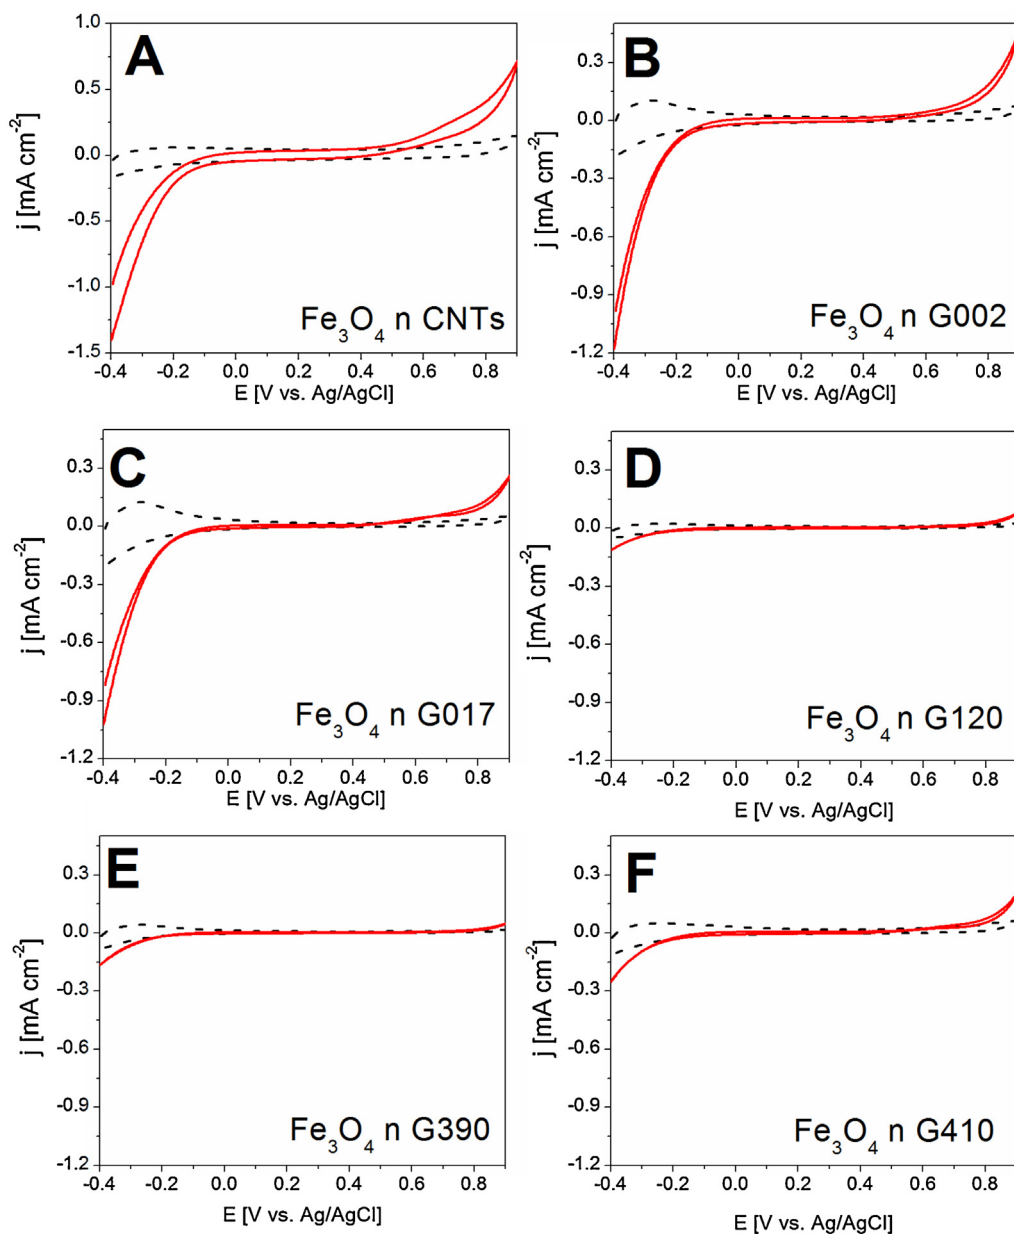 A
1.0
0.5
0.0
-0.5
-1.0
-1.5
j [mA cm-2]
Fe3O4 n CNTs
-0.4 -0.2 0.0 0.2 0.4 0.6 0.8
E [V vs. Ag/AgCl]
B
0.3
0.0
-0.3
-0.6
-0.9
-1.2
j [mA cm-2]
Fe3O4 n G002
-0.4 -0.2 0.0 0.2 0.4 0.6 0.8
E [V vs. Ag/AgCl]
C
0.3
0.0
-0.3
-0.6
-0.9
-1.2
j [mA cm-2]
Fe3O4 n G017
-0.4 -0.2 0.0 0.2 0.4 0.6 0.8
E [V vs. Ag/AgCl]
D
0.3
0.0
-0.3
-0.6
-0.9
-1.2
j [mA cm-2]
Fe3O4 n G120
-0.4 -0.2 0.0 0.2 0.4 0.6 0.8
E [V vs. Ag/AgCl]
E
0.3
0.0
-0.3
-0.6
-0.9
-1.2
j [mA cm-2]
Fe3O4 n G390
-0.4 -0.2 0.0 0.2 0.4 0.6 0.8
E [V vs. Ag/AgCl]
F
0.3
0.0
-0.3
-0.6
-0.9
-1.2
j [mA cm-2]
Fe3O4 n G410
-0.4 -0.2 0.0 0.2 0.4 0.6 0.8
E [V vs. Ag/AgCl]